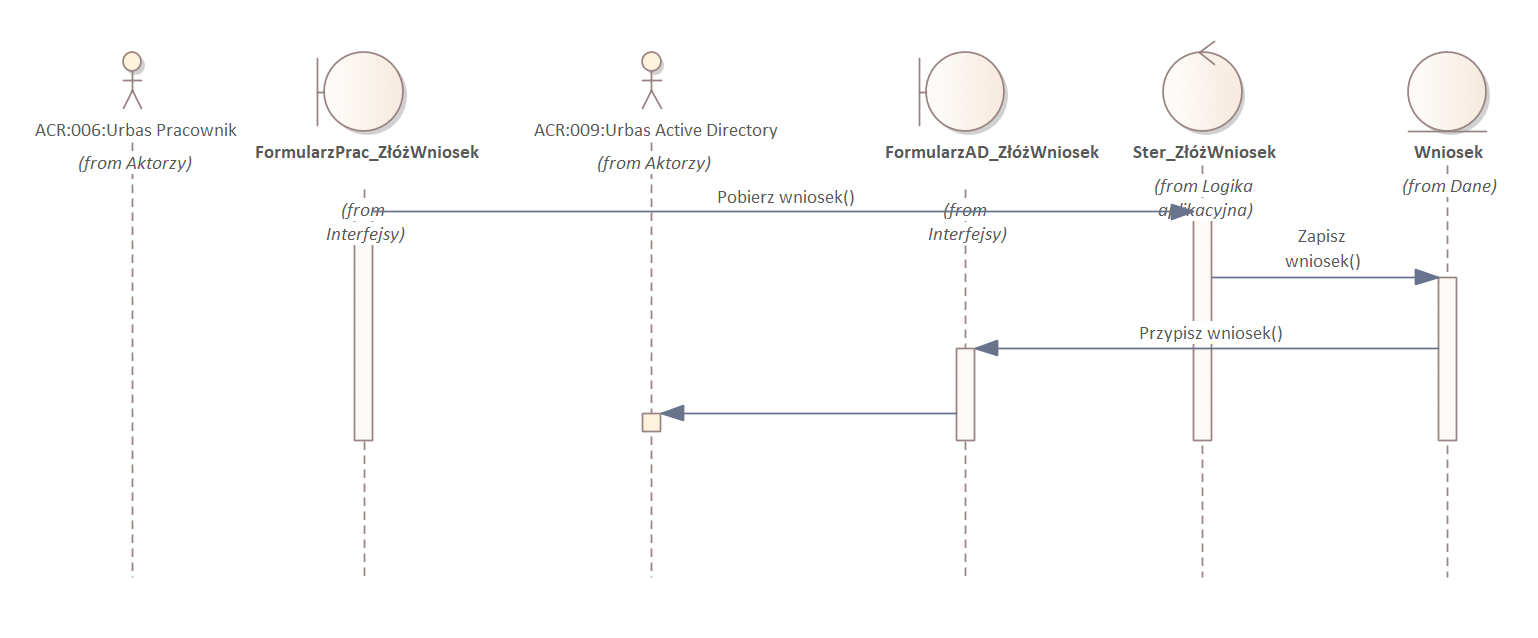 ACR:006:Urbas Pracownik
(from Aktorzy)
FormularzPrac_ZłóżWniosek
(from
Interfejsy)
ACR:009:Urbas Active Directory
(from Aktorzy)
FormularzAD_ZłóżWniosek
(from
Interfejsy)
Ster_ZłóżWniosek
(from Logika
aplikacyjna)
Wniosek
(from Dane)
Pobierz wniosek()
Zapisz
wniosek()
Przypisz wniosek()